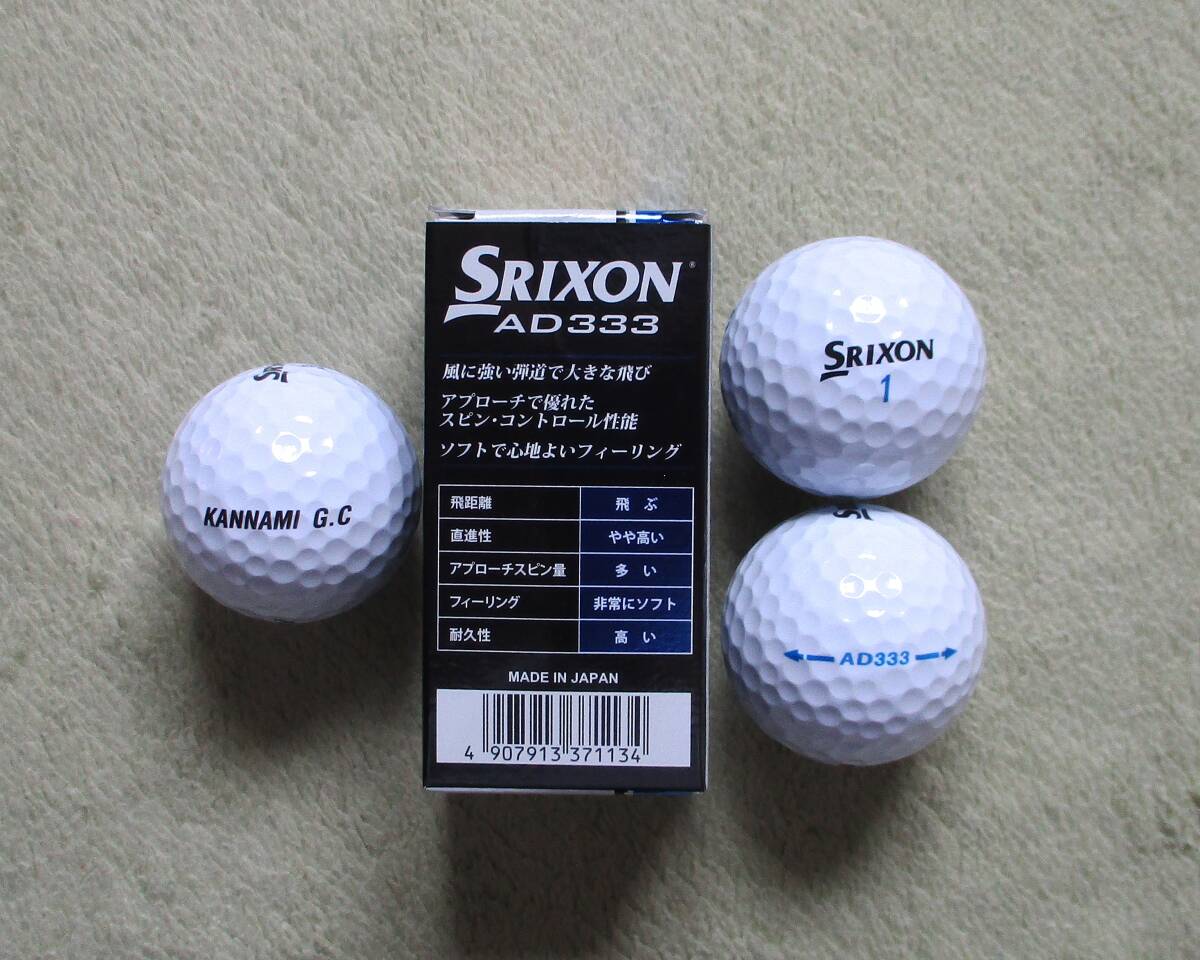 SRIXON®
AD333
風に強い弾道で大きな飛び
アプローチで優れた
スピン・コントロール性能
ソフトで心地よいフィーリング
飛距離 飛ぶ
直進性 やや高い
アプローチスピン量 多い
フィーリング 非常にソフト
耐久性 高い
MADE IN JAPAN
4 907913 371134
KANNAMI G.C
SRIXON
1
AD333